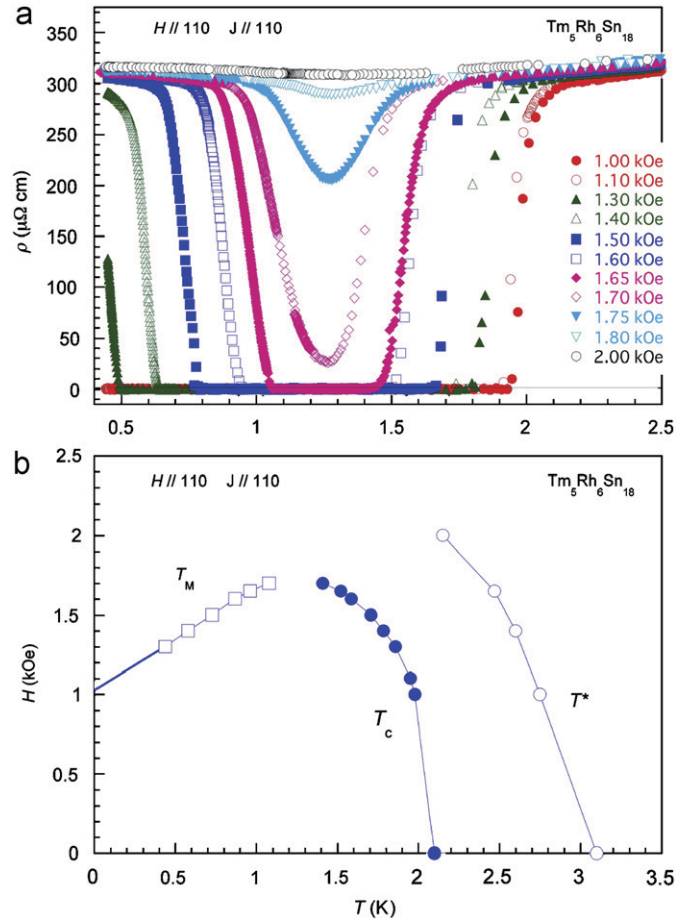 a
H // 110 J // 110 Tm5Rh6Sn18
350
300
250
200
150
100
50
0
ρ (μΩ cm)
1.00 kOe
1.10 kOe
1.30 kOe
1.40 kOe
1.50 kOe
1.60 kOe
1.65 kOe
1.70 kOe
1.75 kOe
1.80 kOe
2.00 kOe
0.5 1 1.5 2 2.5
b
H // 110 J // 110 Tm5Rh6Sn18
2.5
2
1.5
1
0.5
0
H (kOe)
TM
Tc
T*
0 0.5 1 1.5 2 2.5 3 3.5
T (K)